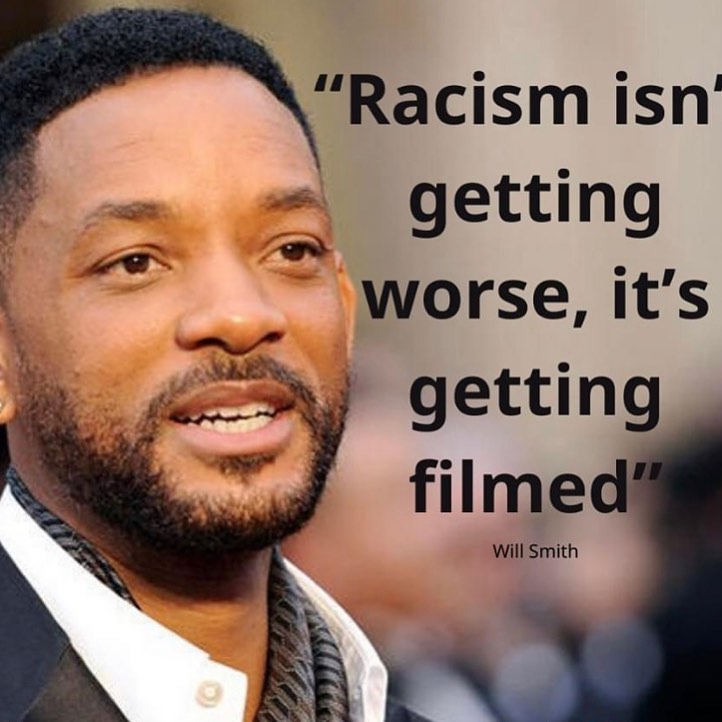 “Racism isn’
getting
worse, it’s
getting
filmed”
Will Smith